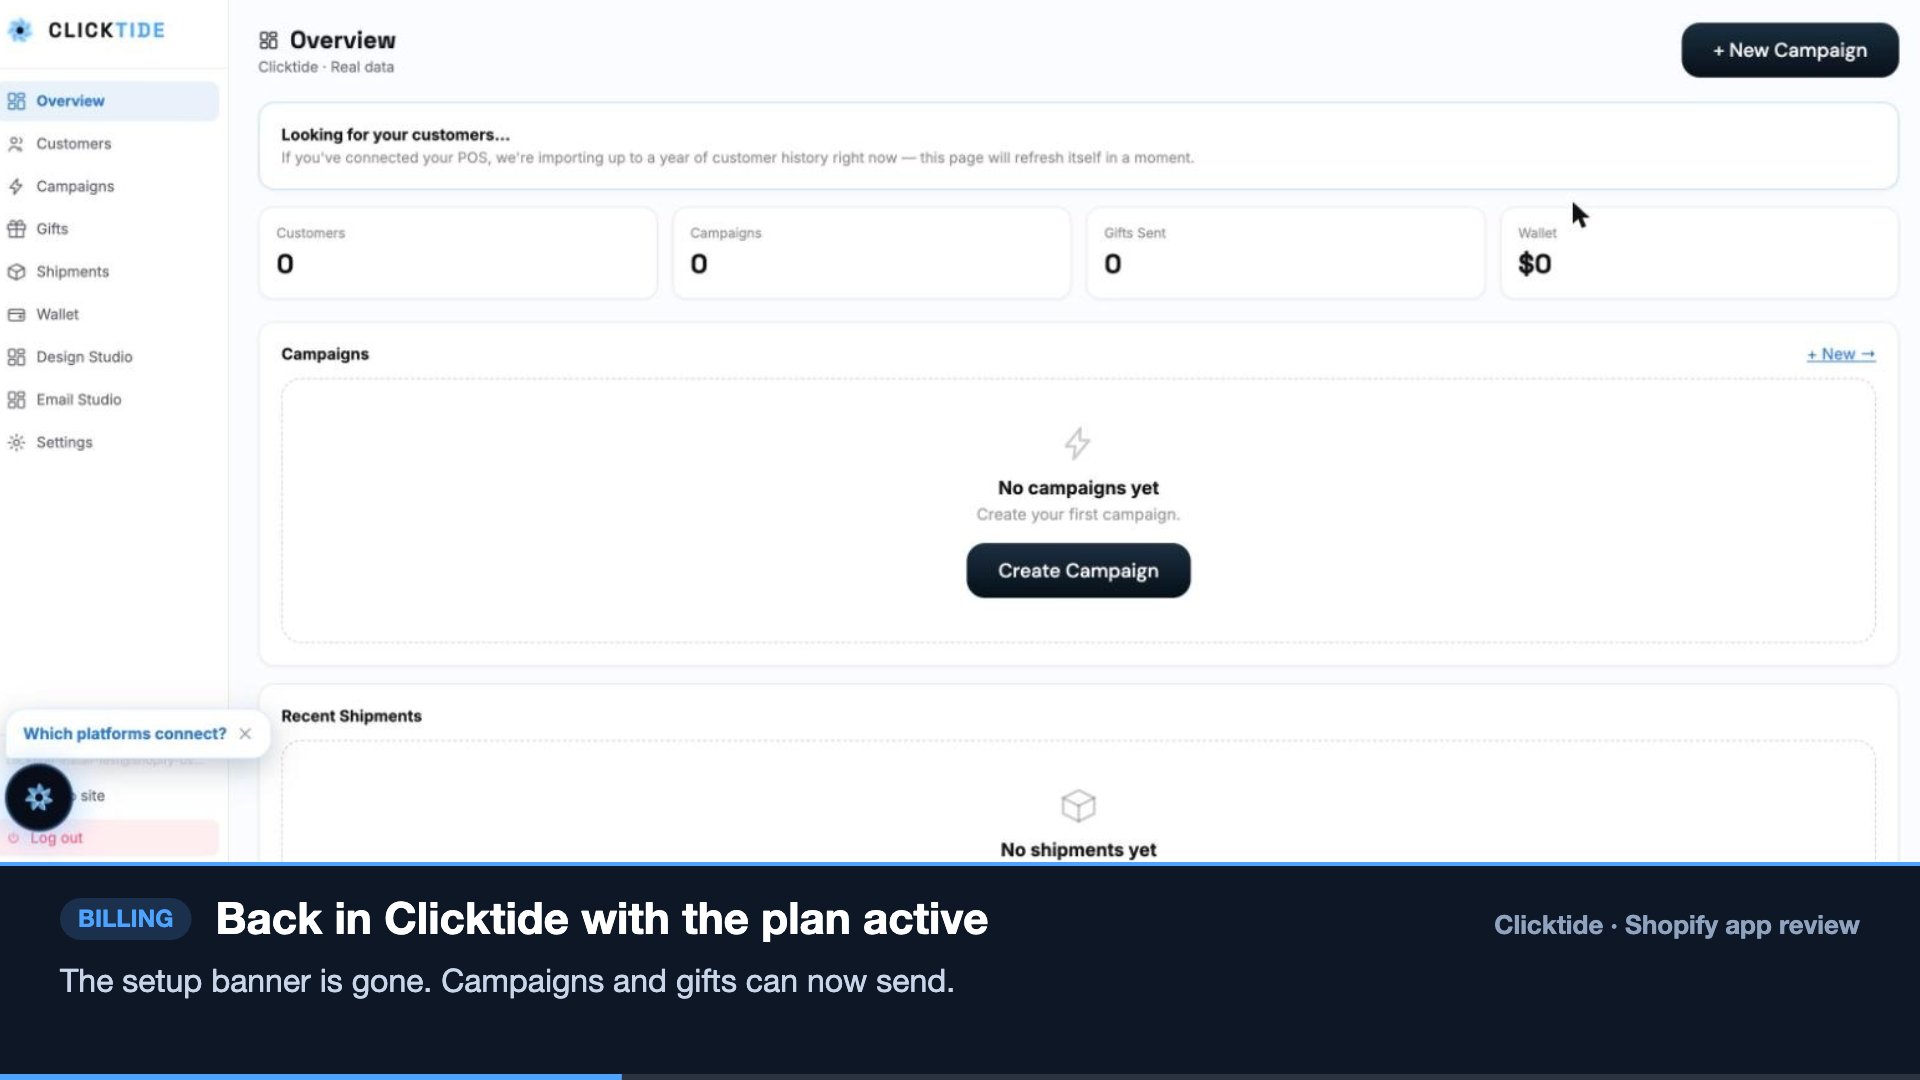 CLICKTIDE
Overview
Customers
Campaigns
Gifts
Shipments
Wallet
Design Studio
Email Studio
Settings
Which platforms connect? ×
site
Log out
Overview
Clicktide · Real data
+ New Campaign
Looking for your customers...
If you've connected your POS, we're importing up to a year of customer history right now — this page will refresh itself in a moment.
Customers
0
Campaigns
0
Gifts Sent
0
Wallet
$0
Campaigns
+ New →
No campaigns yet
Create your first campaign.
Create Campaign
Recent Shipments
No shipments yet
BILLING
Back in Clicktide with the plan active
Clicktide · Shopify app review
The setup banner is gone. Campaigns and gifts can now send.